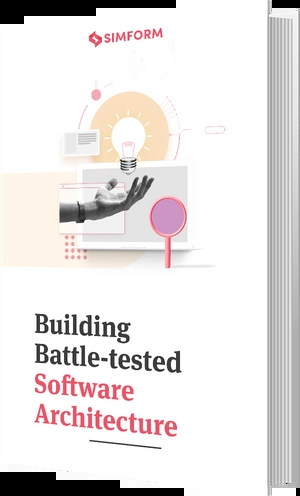 SIMFORM
Building
Battle-tested
Software
Architecture